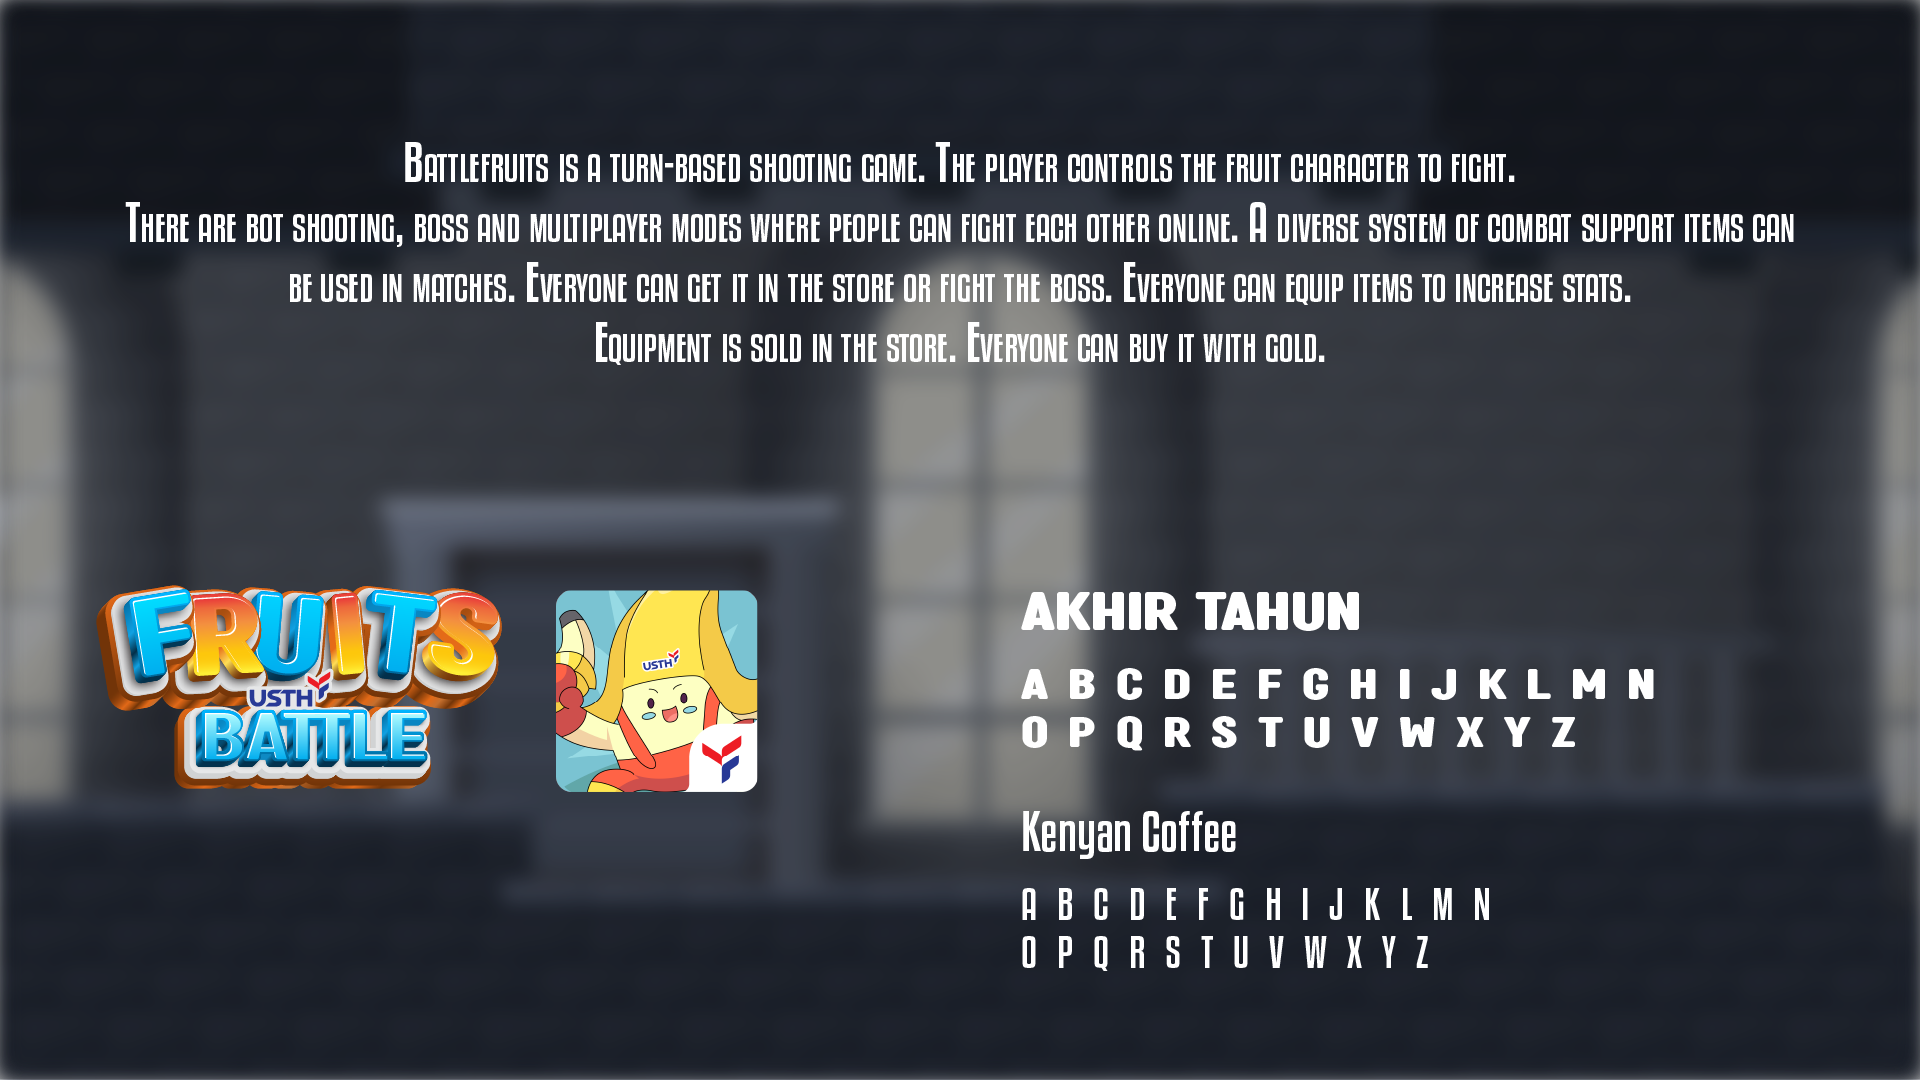 Battlefruits is a turn-based shooting game. The player controls the fruit character to fight.
There are bot shooting, boss and multiplayer modes where people can fight each other online. A diverse system of combat support items can
be used in matches. Everyone can get it in the store or fight the boss. Everyone can equip items to increase stats.
Equipment is sold in the store. Everyone can buy it with gold.
FRUITS
USTH
BATTLE
USTH
AKHIR TAHUN
A B C D E F G H I J K L M N
O P Q R S T U V W X Y Z
Kenyan Coffee
A B C D E F G H I J K L M N
O P Q R S T U V W X Y Z